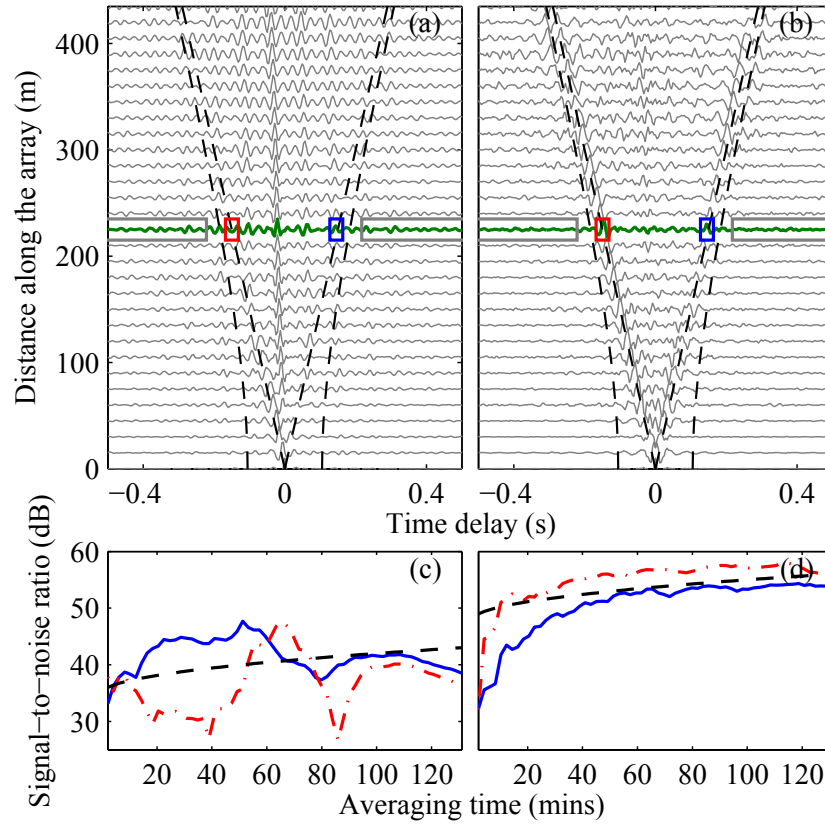 (a) (b)
400
300
200
100
0
Distance along the array (m)
−0.4 0 0.4 −0.4 0 0.4
Time delay (s)
60
50
40
30
Signal−to−noise ratio (dB)
(c) (d)
20 40 60 80 100 120 20 40 60 80 100 120
Averaging time (mins)